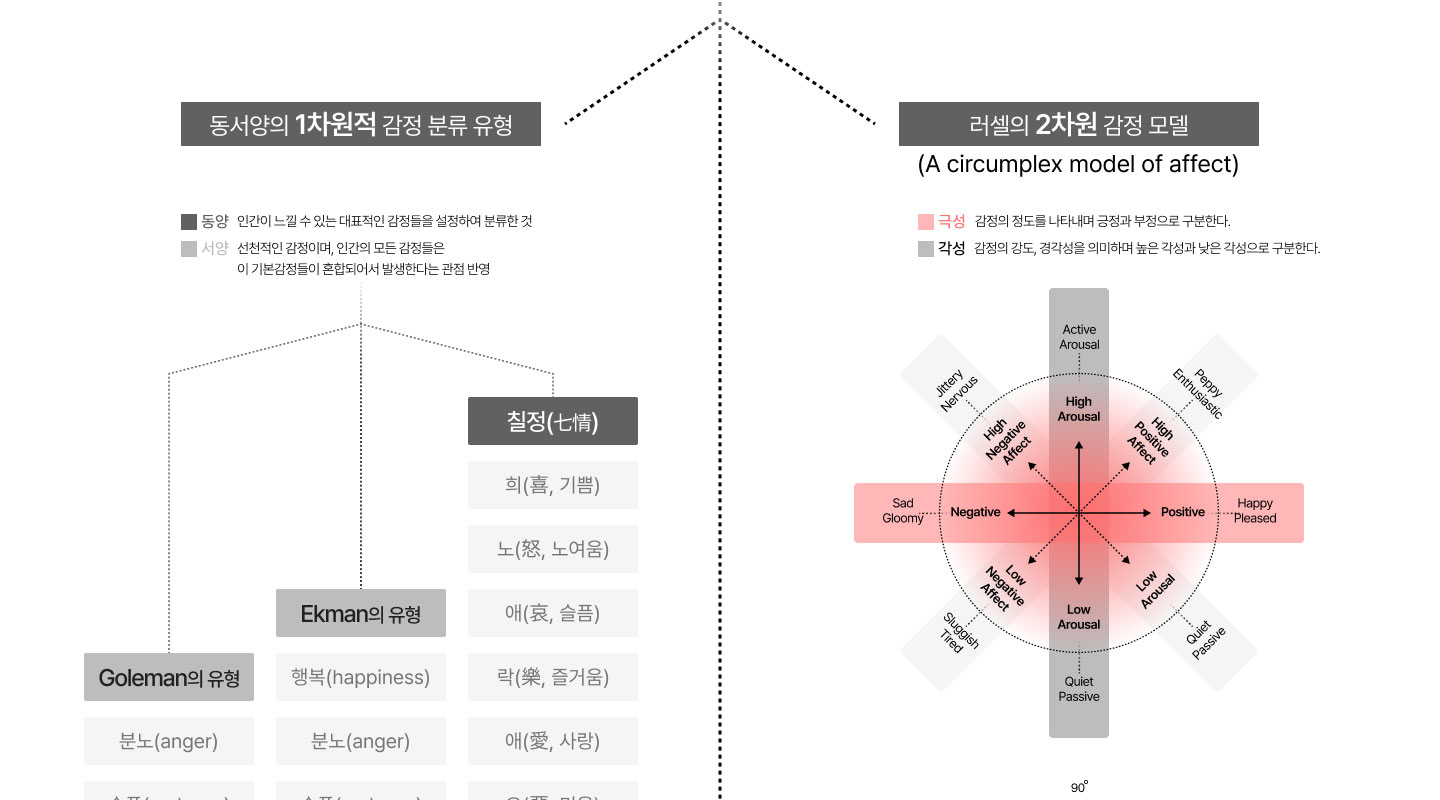 동서양의 1차원적 감정 분류 유형
동양 인간이 느낄 수 있는 대표적인 감정들을 설정하여 분류한 것
서양 선천적인 감정이며, 인간의 모든 감정들은
이 기본감정들이 혼합되어서 발생한다는 관점 반영
칠정(七情)
희(喜, 기쁨)
노(怒, 노여움)
애(哀, 슬픔)
락(樂, 즐거움)
애(愛, 사랑)
Ekman의 유형
행복(happiness)
분노(anger)
Goleman의 유형
분노(anger)
러셀의 2차원 감정 모델
(A circumplex model of affect)
극성 감정의 정도를 나타내며 긍정과 부정으로 구분한다.
각성 감정의 강도, 경각성을 의미하며 높은 각성과 낮은 각성으로 구분한다.
Active
Arousal
High
Arousal
Jittery
Nervous
High
Negative
Affect
Peppy
Enthusiastic
High
Positive
Affect
Sad
Gloomy
Negative
Positive
Happy
Pleased
Low
Negative
Affect
Sluggish
Tired
Low
Arousal
Quiet
Passive
Low
Arousal
Quiet
Passive
90°